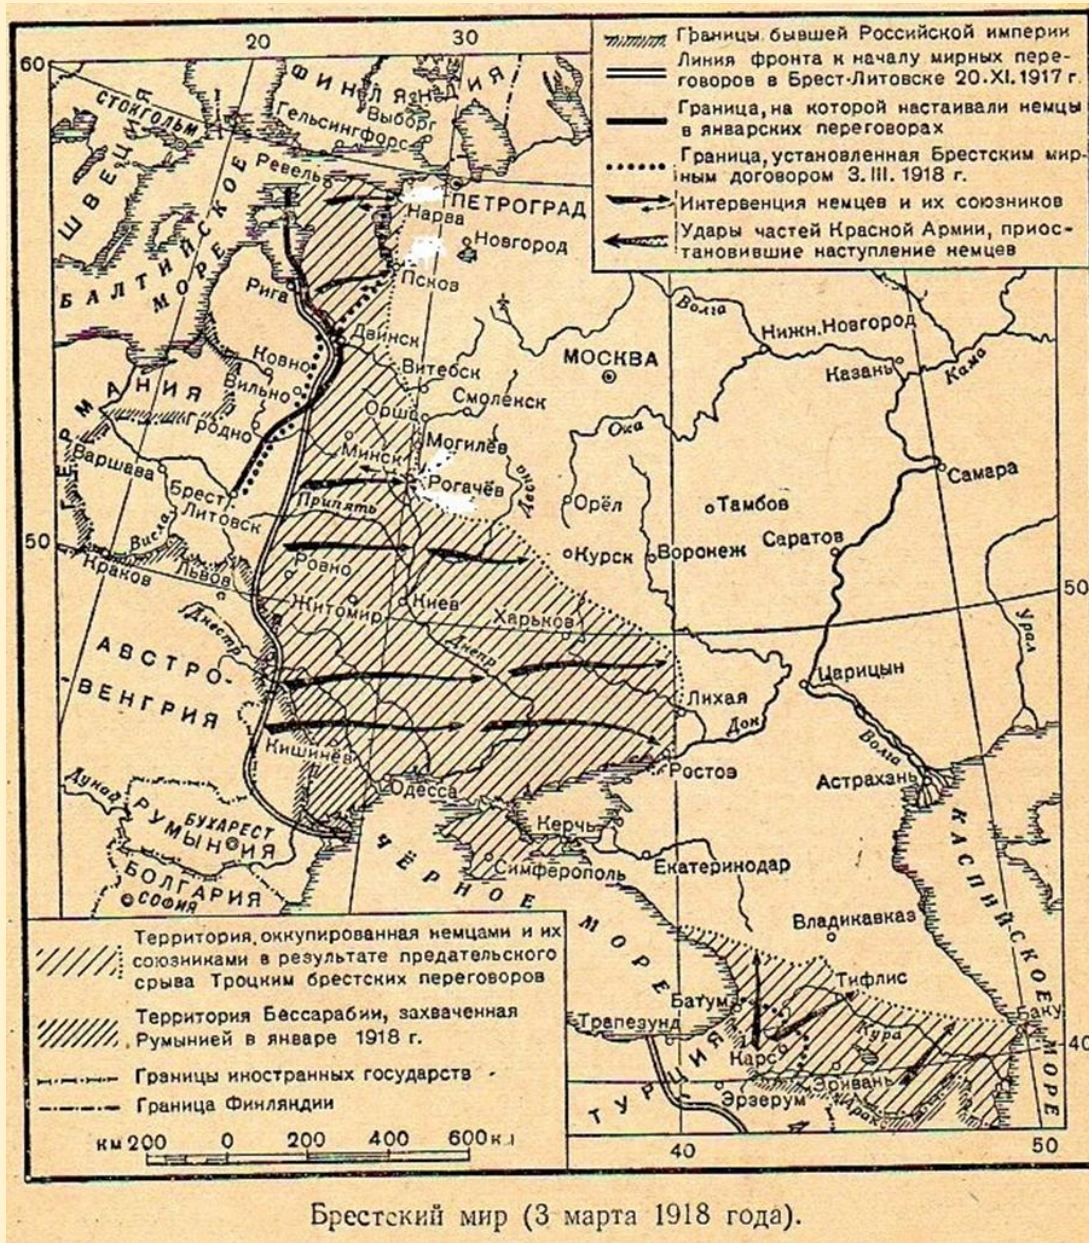 20
30
60
Границы бывшей Российской империи
Линия фронта к началу мирных пере-
говоров в Брест-Литовске 20.XI.1917 г.
Граница, на которой настаивали немцы
в январских переговорах
Граница, установленная Брестским мир-
ным договором 3.III.1918 г.
Интервенция немцев и их союзников
Удары частей Красной Армии, приос-
тановившие наступление немцев
ФИНЛЯНДИЯ
Выборг
Гельсингфорс
СТОКГОЛЬМ
ШВЕЦИЯ
Ревель
ПЕТРОГРАД
Нарва
Новгород
БАЛТИЙСКОЕ
МОРЕ
Псков
Рига
Волга
Нижн.Новгород
Двинск
МОСКВА
Казань
Кама
Ковно
Витебск
Вильно
Смоленск
ГЕРМАНИЯ
Орша
Гродно
Ока
Могилёв
Минск
Варшава
Рогачёв
Десна
Самара
Брест
Литовск
Припять
Орёл
Тамбов
Висла
50
Саратов
Курск
Воронеж
Краков
Львов
Ровно
50
Житомир
Киев
Харьков
Урал
Днестр
Днепр
АВСТРО-
ВЕНГРИЯ
Царицын
Лихая
Дон
Кишинёв
Волга
Ростов
Астрахань
Дунай
Одесса
РУМЫНИЯ
БУХАРЕСТ
Керчь
Екатеринодар
КАСПИЙСКОЕ МОРЕ
БОЛГАРИЯ
СОФИЯ
Симферополь
ЧЁРНОЕ МОРЕ
Владикавказ
Тифлис
Батум
Баку
Трапезунд
Кура
Карс
40
ТУРЦИЯ
Эривань
Эрзерум
Аракс
40
50
Территория, оккупированная немцами и их
союзниками в результате предательского
срыва Троцким брестских переговоров
Территория Бессарабии, захваченная
Румынией в январе 1918 г.
Границы иностранных государств
Граница Финляндии
км 200 0 200 400 600 км
Брестский мир (3 марта 1918 года).